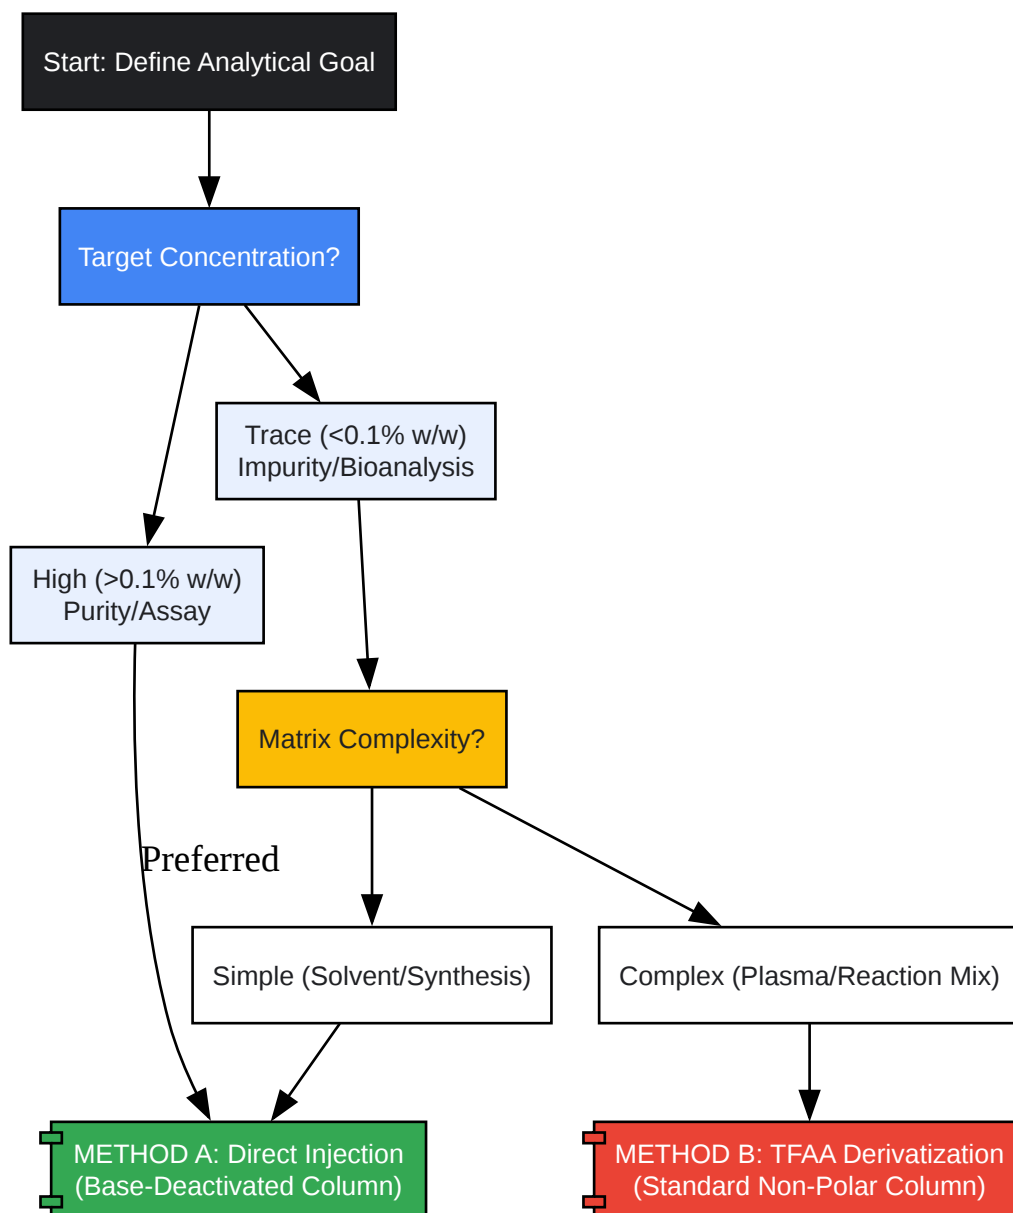 Start: Define Analytical Goal
Target Concentration?
Trace (<0.1% w/w)
Impurity/Bioanalysis
High (>0.1% w/w)
Purity/Assay
Matrix Complexity?
Preferred
Simple (Solvent/Synthesis)
Complex (Plasma/Reaction Mix)
METHOD A: Direct Injection
(Base-Deactivated Column)
METHOD B: TFAA Derivatization
(Standard Non-Polar Column)